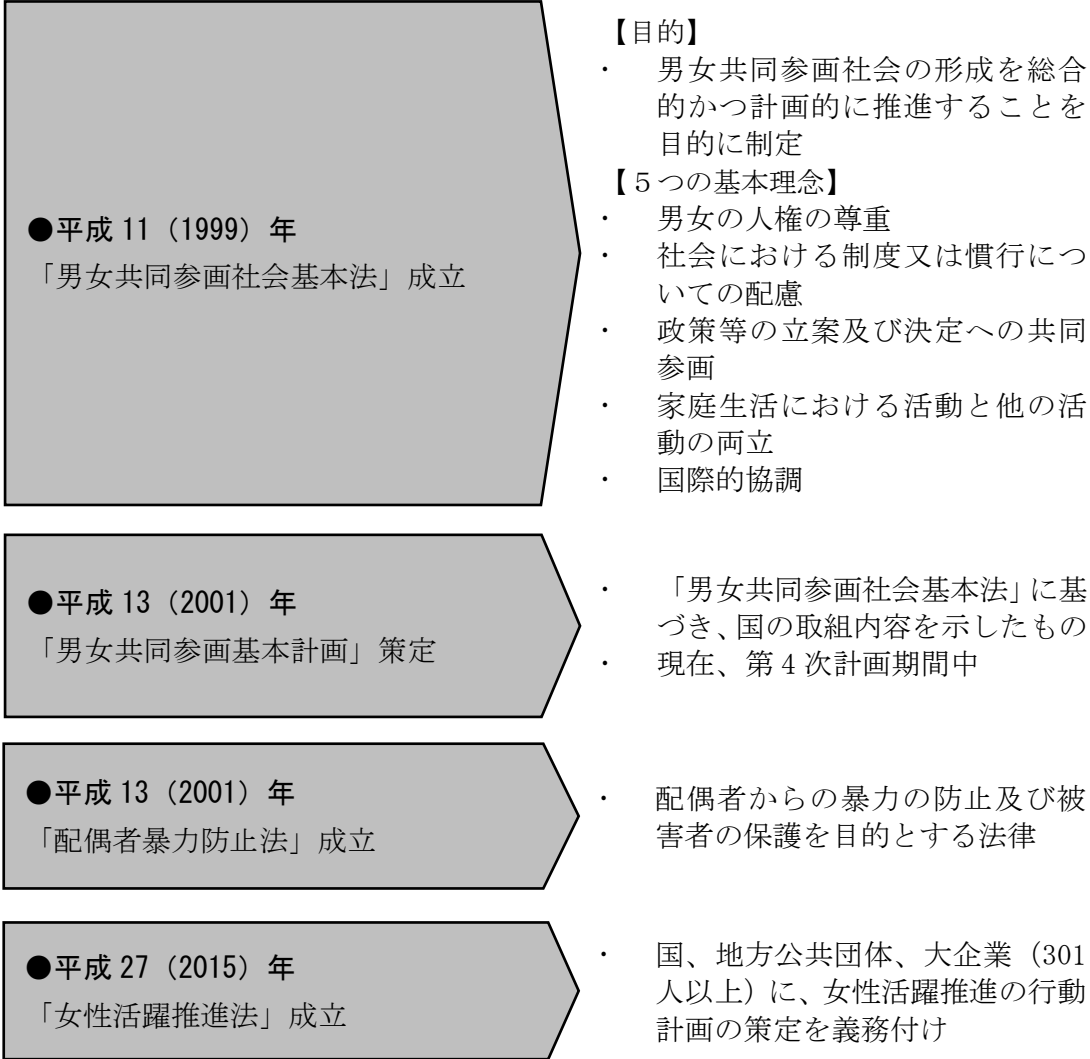 ●平成 11（1999）年
「男女共同参画社会基本法」成立
【目的】
・ 男女共同参画社会の形成を総合
的かつ計画的に推進することを
目的に制定
【５つの基本理念】
・ 男女の人権の尊重
・ 社会における制度又は慣行につ
いての配慮
・ 政策等の立案及び決定への共同
参画
・ 家庭生活における活動と他の活
動の両立
・ 国際的協調
●平成 13（2001）年
「男女共同参画基本計画」策定
・ 「男女共同参画社会基本法」に基
づき、国の取組内容を示したもの
・ 現在、第 4 次計画期間中
●平成 13（2001）年
「配偶者暴力防止法」成立
・ 配偶者からの暴力の防止及び被
害者の保護を目的とする法律
●平成 27（2015）年
「女性活躍推進法」成立
・ 国、地方公共団体、大企業（301
人以上）に、女性活躍推進の行動
計画の策定を義務付け